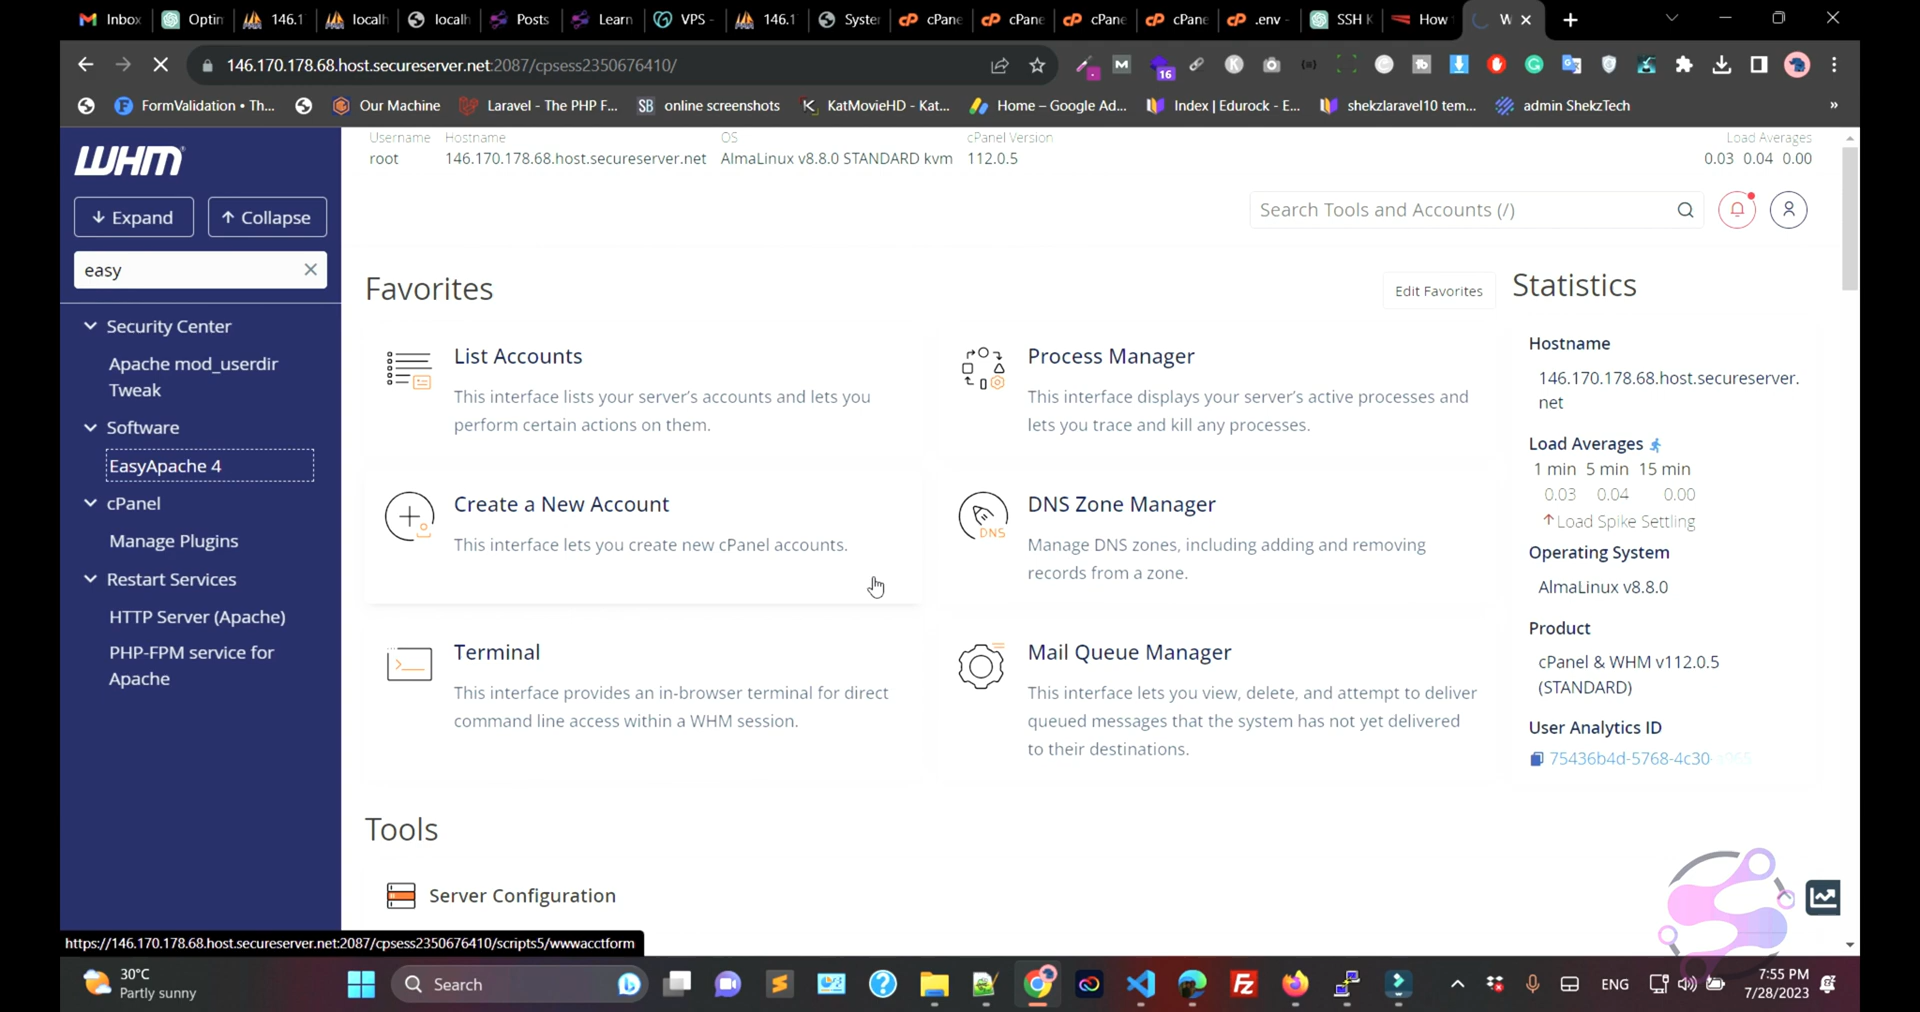 Inbox
Optin
146.1
localh
localh
Posts
Learn
VPS -
146.1
Syster
cPane
cPane
cPane
cPane
.env -
SSH K
How
W
146.170.178.68.host.secureserver.net:2087/cpsess2350676410/
16
FormValidation • Th...
Our Machine
Laravel - The PHP F...
SB online screenshots
KatMovieHD - Kat...
Home – Google Ad...
Index | Edurock - E...
shekzlaravel10 tem...
admin ShekzTech
»
WHM
Username Hostname OS cPanel Version Load Averages
root 146.170.178.68.host.secureserver.net AlmaLinux v8.8.0 STANDARD kvm 112.0.5 0.03 0.04 0.00
Expand
Collapse
Search Tools and Accounts (/)
easy
Security Center
Apache mod_userdir
Tweak
Software
EasyApache 4
cPanel
Manage Plugins
Restart Services
HTTP Server (Apache)
PHP-FPM service for
Apache
Favorites
Edit Favorites
List Accounts
This interface lists your server's accounts and lets you
perform certain actions on them.
Process Manager
This interface displays your server's active processes and
lets you trace and kill any processes.
Create a New Account
This interface lets you create new cPanel accounts.
DNS
DNS Zone Manager
Manage DNS zones, including adding and removing
records from a zone.
Terminal
This interface provides an in-browser terminal for direct
command line access within a WHM session.
Mail Queue Manager
This interface lets you view, delete, and attempt to deliver
queued messages that the system has not yet delivered
to their destinations.
Tools
Server Configuration
Statistics
Hostname
146.170.178.68.host.secureserver.
net
Load Averages
1 min 5 min 15 min
0.03 0.04 0.00
Load Spike Settling
Operating System
AlmaLinux v8.8.0
Product
cPanel & WHM v112.0.5
(STANDARD)
User Analytics ID
75436b4d-5768-4c30-
https://146.170.178.68.host.secureserver.net:2087/cpsess2350676410/scripts5/wwwacctform
30°C
Partly sunny
Search
ENG
7:55 PM
7/28/2023